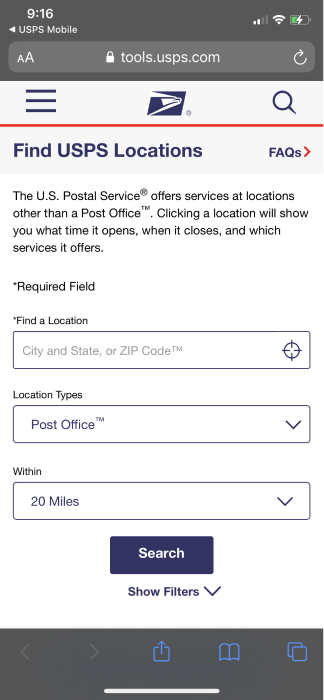 9:16
◀ USPS Mobile
AA tools.usps.com
Find USPS Locations
FAQs
The U.S. Postal Service® offers services at locations
other than a Post Office™. Clicking a location will show
you what time it opens, when it closes, and which
services it offers.
*Required Field
*Find a Location
City and State, or ZIP Code™
Location Types
Post Office™
Within
20 Miles
Search
Show Filters